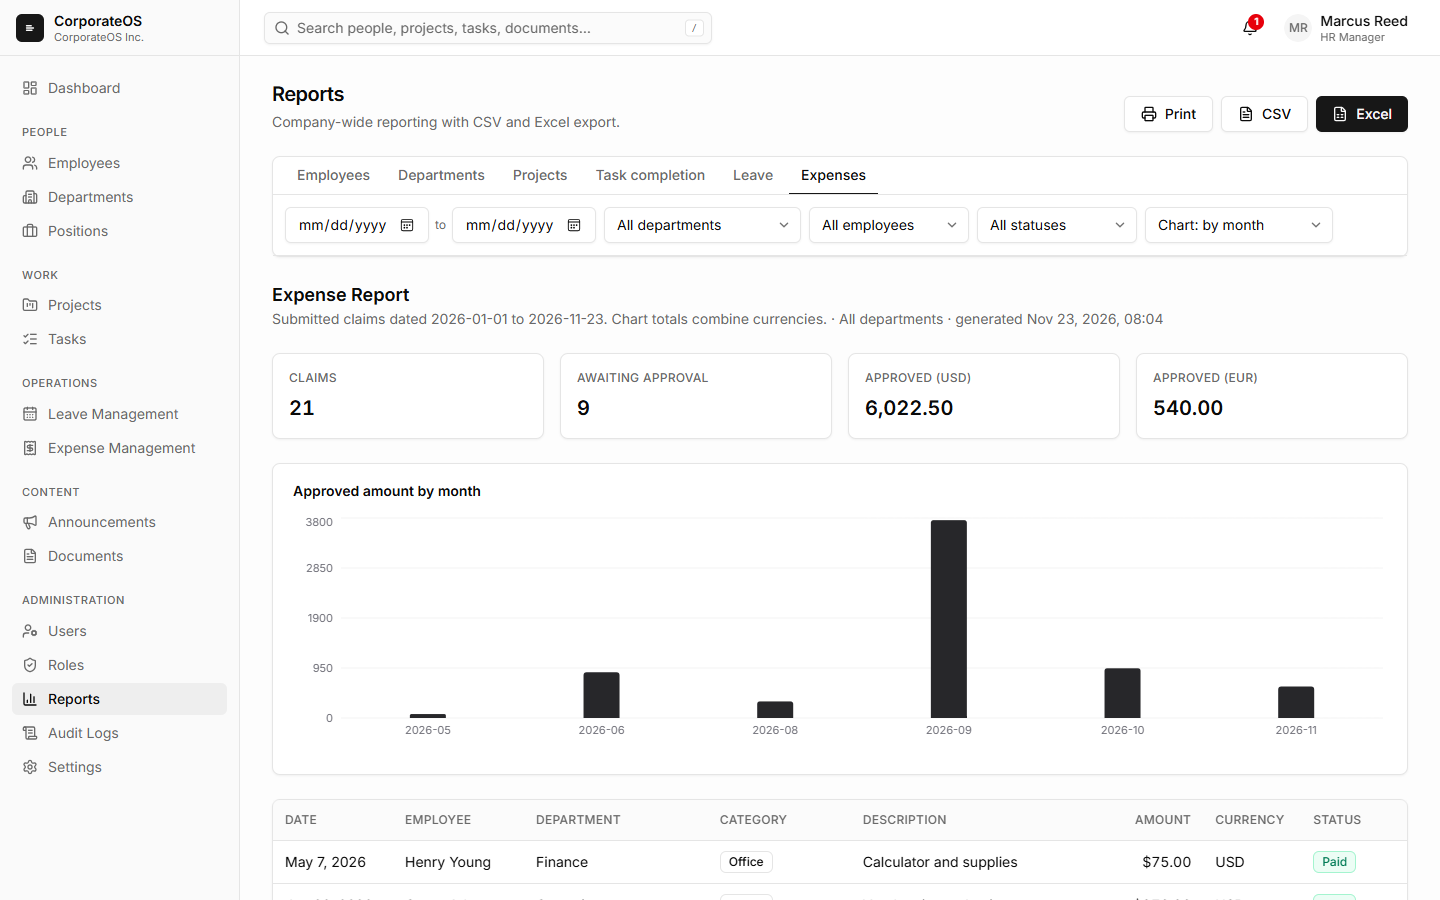 CorporateOS
CorporateOS Inc.
Search people, projects, tasks, documents...
/
1
MR
Marcus Reed
HR Manager
Dashboard
PEOPLE
Employees
Departments
Positions
WORK
Projects
Tasks
OPERATIONS
Leave Management
Expense Management
CONTENT
Announcements
Documents
ADMINISTRATION
Users
Roles
Reports
Audit Logs
Settings
Reports
Company-wide reporting with CSV and Excel export.
Print
CSV
Excel
Employees Departments Projects Task completion Leave Expenses
mm/dd/yyyy to mm/dd/yyyy All departments All employees All statuses Chart: by month
Expense Report
Submitted claims dated 2026-01-01 to 2026-11-23. Chart totals combine currencies. · All departments · generated Nov 23, 2026, 08:04
CLAIMS
21
AWAITING APPROVAL
9
APPROVED (USD)
6,022.50
APPROVED (EUR)
540.00
Approved amount by month
3800
2850
1900
950
0
2026-05 2026-06 2026-08 2026-09 2026-10 2026-11
DATE EMPLOYEE DEPARTMENT CATEGORY DESCRIPTION AMOUNT CURRENCY STATUS
May 7, 2026 Henry Young Finance Office Calculator and supplies $75.00 USD Paid